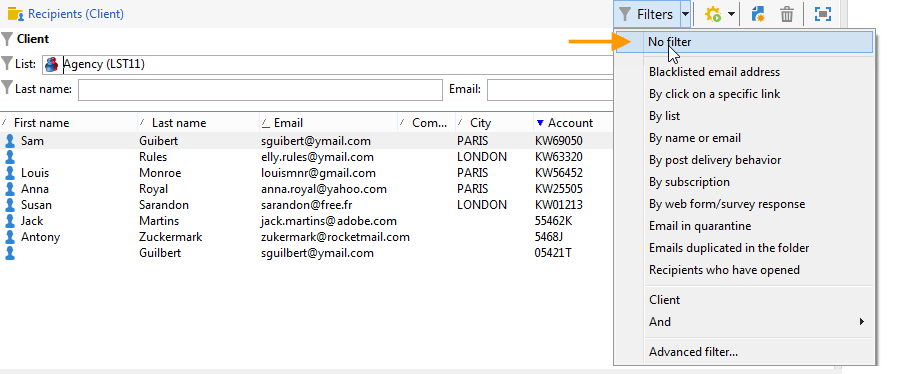 Recipients (Client)
Filters
Client
List: Agency (LST11)
Last name: Email:
First name Last name Email Com... City Account
Sam Guibert sguibert@ymail.com PARIS KW69050
Rules elly.rules@ymail.com LONDON KW63320
Louis Monroe louismnr@gmail.com PARIS KW56452
Anna Royal anna.royal@yahoo.com PARIS KW25505
Susan Sarandon sarandon@free.fr LONDON KW01213
Jack Martins jack.martins@adobe.com 55462K
Antony Zuckermark zukermark@rocketmail.com 5468J
Guilbert sguilbert@ymail.com 05421T
No filter
Blacklisted email address
By click on a specific link
By list
By name or email
By post delivery behavior
By subscription
By web form/survey response
Email in quarantine
Emails duplicated in the folder
Recipients who have opened
Client
And
Advanced filter...